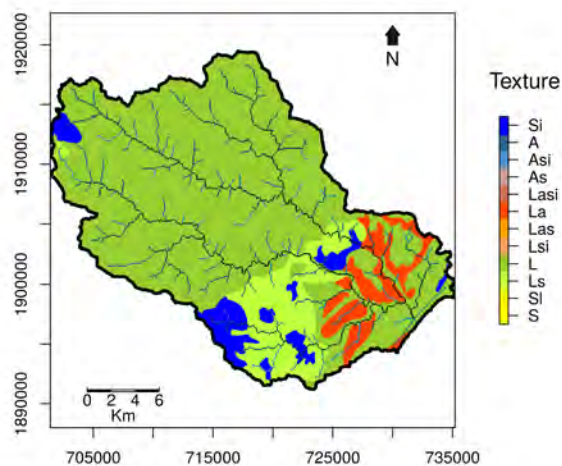 N
Texture
Si
A
Asi
As
Lasi
La
Las
Lsi
L
Ls
Sl
S
1920000
1910000
1900000
1890000
0 2 4 6
Km
705000 715000 725000 735000